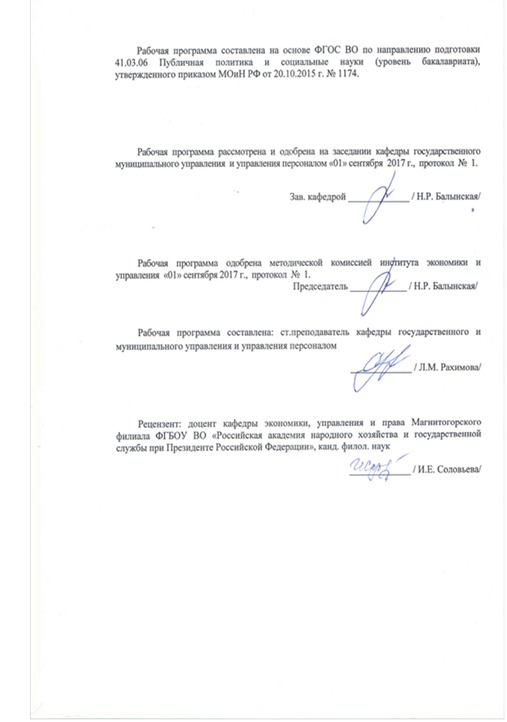 Рабочая программа составлена на основе ФГОС ВО по направлению подготовки
41.03.06 Публичная политика и социальные науки (уровень бакалавриата),
утвержденного приказом МОиН РФ от 20.10.2015 г. № 1174.
Рабочая программа рассмотрена и одобрена на заседании кафедры государственного
муниципального управления и управления персоналом «01» сентября 2017 г., протокол № 1.
Зав. кафедрой ____________ / Н.Р. Балынская/
Рабочая программа одобрена методической комиссией института экономики и
управления «01» сентября 2017 г., протокол № 1.
Председатель ____________ / Н.Р. Балынская/
Рабочая программа составлена: ст.преподаватель кафедры государственного и
муниципального управления и управления персоналом
____________ / Л.М. Рахимова/
Рецензент: доцент кафедры экономики, управления и права Магнитогорского
филиала ФГБОУ ВО «Российская академия народного хозяйства и государственной
службы при Президенте Российской Федерации», канд. филол. наук
____________ / И.Е. Соловьева/